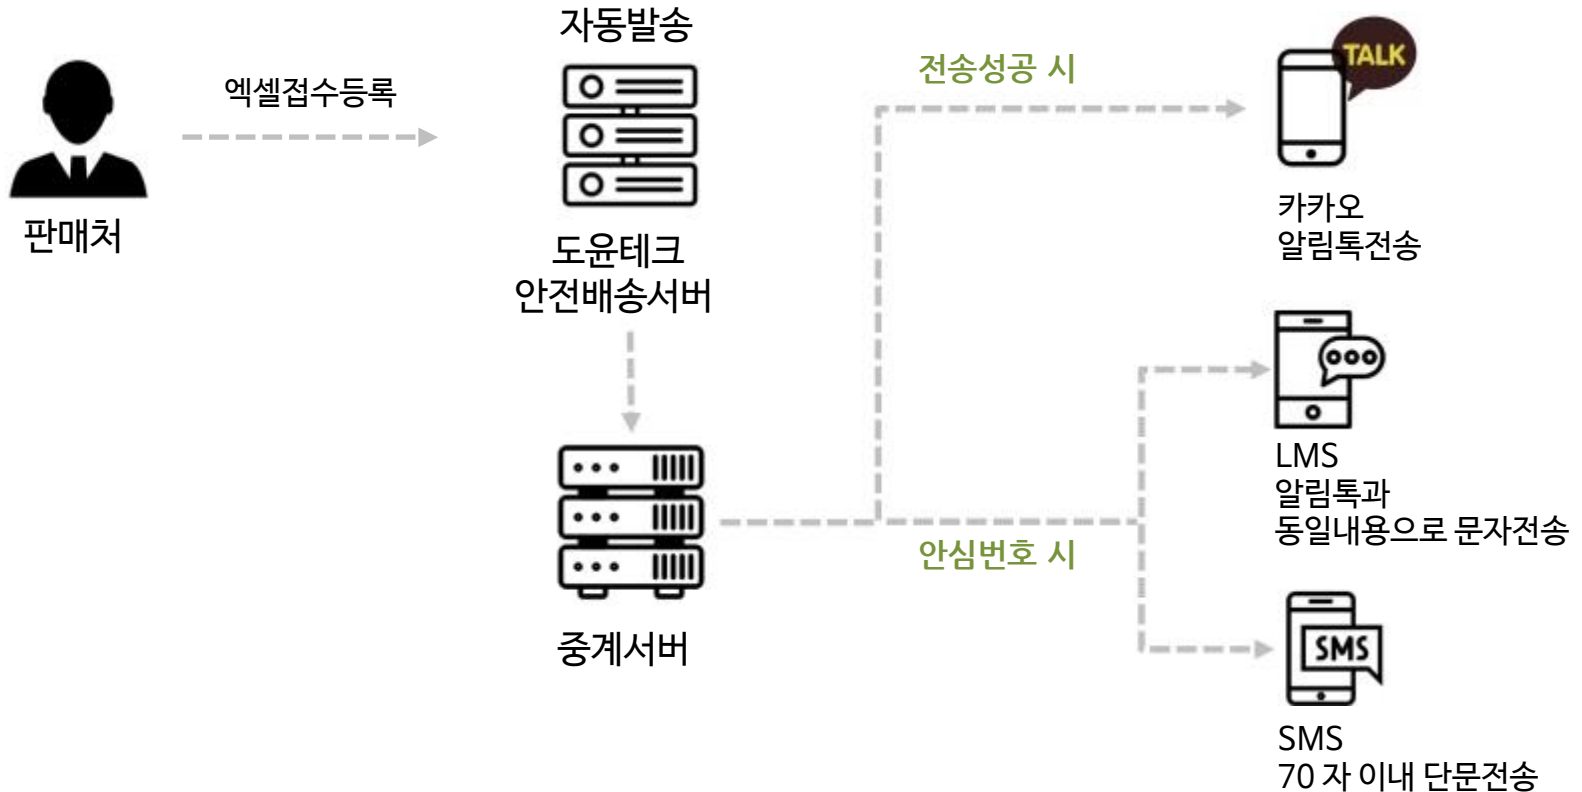 자동발송
엑셀접수등록
판매처
도윤테크
안전배송서버
중계서버
전송성공 시
안심번호 시
TALK
카카오
알림톡전송
LMS
알림톡과
동일내용으로 문자전송
SMS
SMS
70 자 이내 단문전송